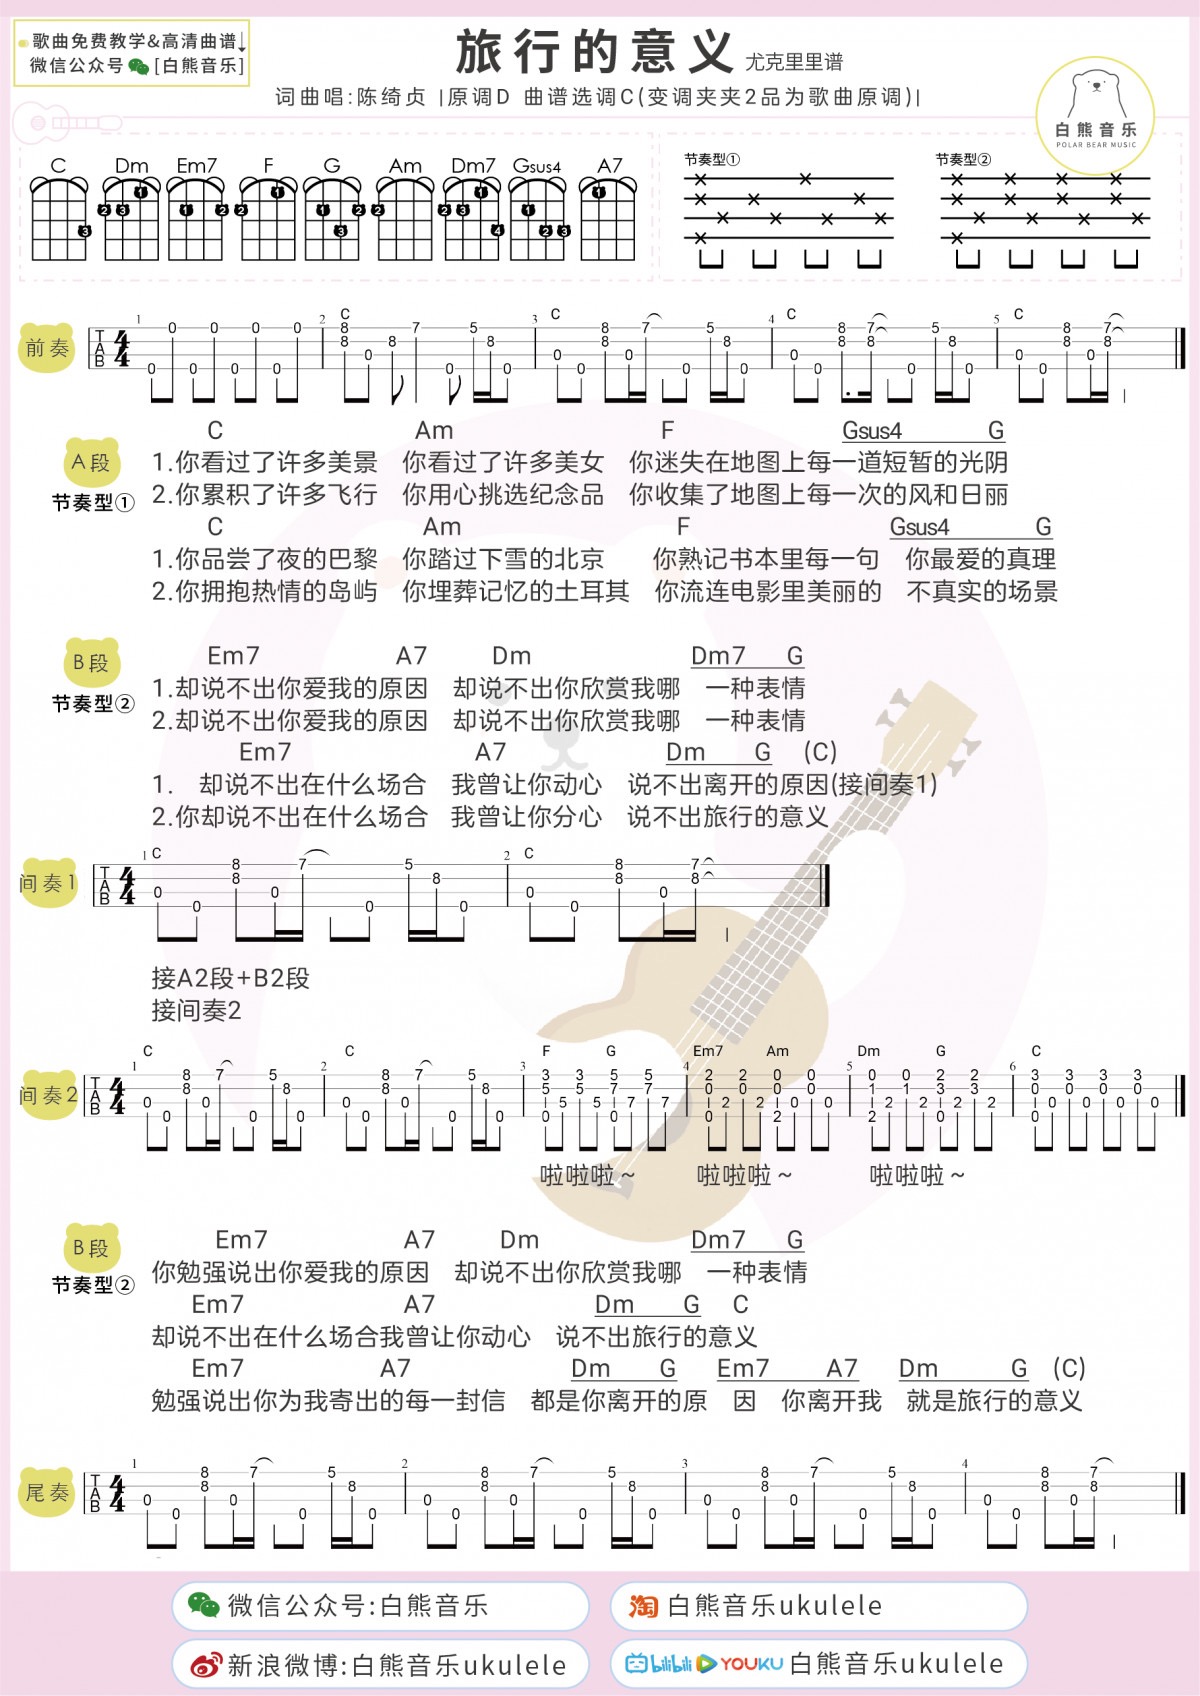 歌曲免费教学&高清曲谱↓
微信公众号 [白熊音乐]
旅行的意义 尤克里里谱
词曲唱:陈绮贞 |原调D 曲谱选调C(变调夹夹2品为歌曲原调)|
白熊音乐
POLAR BEAR MUSIC
C Dm Em7 F G Am Dm7 Gsus4 A7
节奏型① 节奏型②
前奏
C C C C
A段
节奏型①
C Am F Gsus4 G
1.你看过了许多美景 你看过了许多美女 你迷失在地图上每一道短暂的光阴
2.你累积了许多飞行 你用心挑选纪念品 你收集了地图上每一次的风和日丽
C Am F Gsus4 G
1.你品尝了夜的巴黎 你踏过下雪的北京 你熟记书本里每一句 你最爱的真理
2.你拥抱热情的岛屿 你埋葬记忆的土耳其 你流连电影里美丽的 不真实的场景
B段
节奏型②
Em7 A7 Dm Dm7 G
1.却说不出你爱我的原因 却说不出你欣赏我哪 一种表情
2.却说不出你爱我的原因 却说不出你欣赏我哪 一种表情
Em7 A7 Dm G (C)
1. 却说不出在什么场合 我曾让你动心 说不出离开的原因(接间奏1)
2.你却说不出在什么场合 我曾让你分心 说不出旅行的意义
间奏1
C C
接A2段+B2段
接间奏2
间奏2
C C F G Em7 Am Dm G C
啦啦啦~ 啦啦啦~ 啦啦啦~
B段
节奏型②
Em7 A7 Dm Dm7 G
你勉强说出你爱我的原因 却说不出你欣赏我哪 一种表情
Em7 A7 Dm G C
却说不出在什么场合我曾让你动心 说不出旅行的意义
Em7 A7 Dm G Em7 A7 Dm G (C)
勉强说出你为我寄出的每一封信 都是你离开的原 因 你离开我 就是旅行的意义
尾奏
微信公众号:白熊音乐
淘 白熊音乐ukulele
新浪微博:白熊音乐ukulele
bilibili YOUKU 白熊音乐ukulele